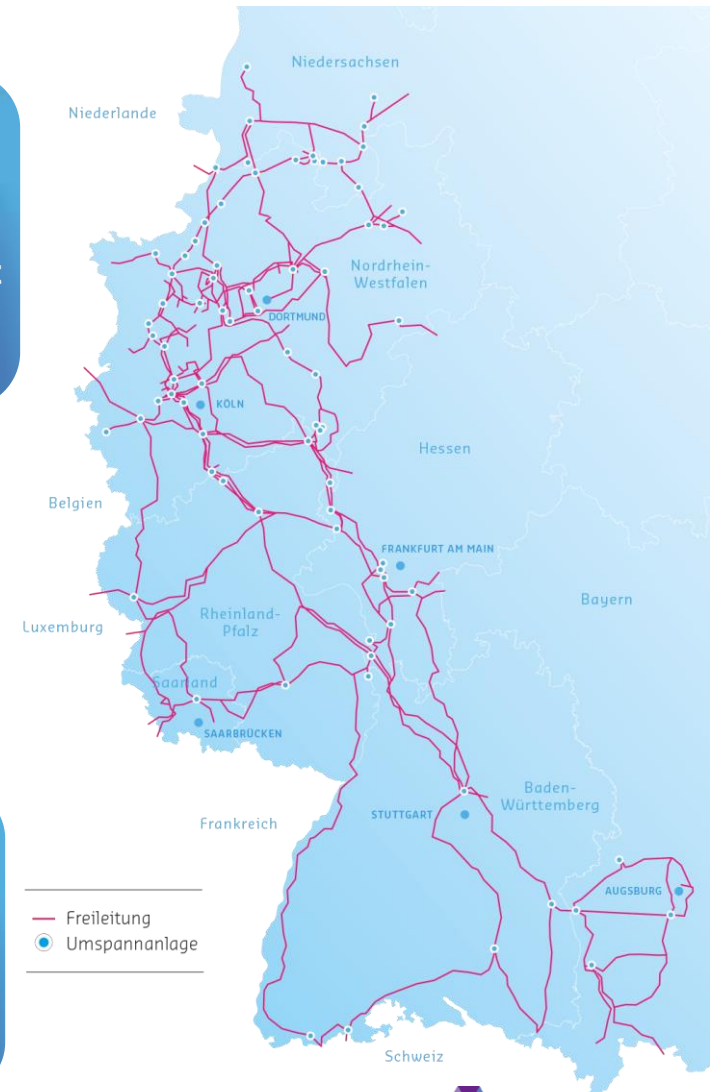 Niedersachsen
Niederlande
Nordrhein-
Westfalen
DORTMUND
KÖLN
Hessen
Belgien
FRANKFURT AM MAIN
Bayern
Rheinland-
Pfalz
Luxemburg
Saarland
SAARBRÜCKEN
Baden-
Württemberg
STUTTGART
Frankreich
AUGSBURG
Freileitung
Umspannanlage
Schweiz